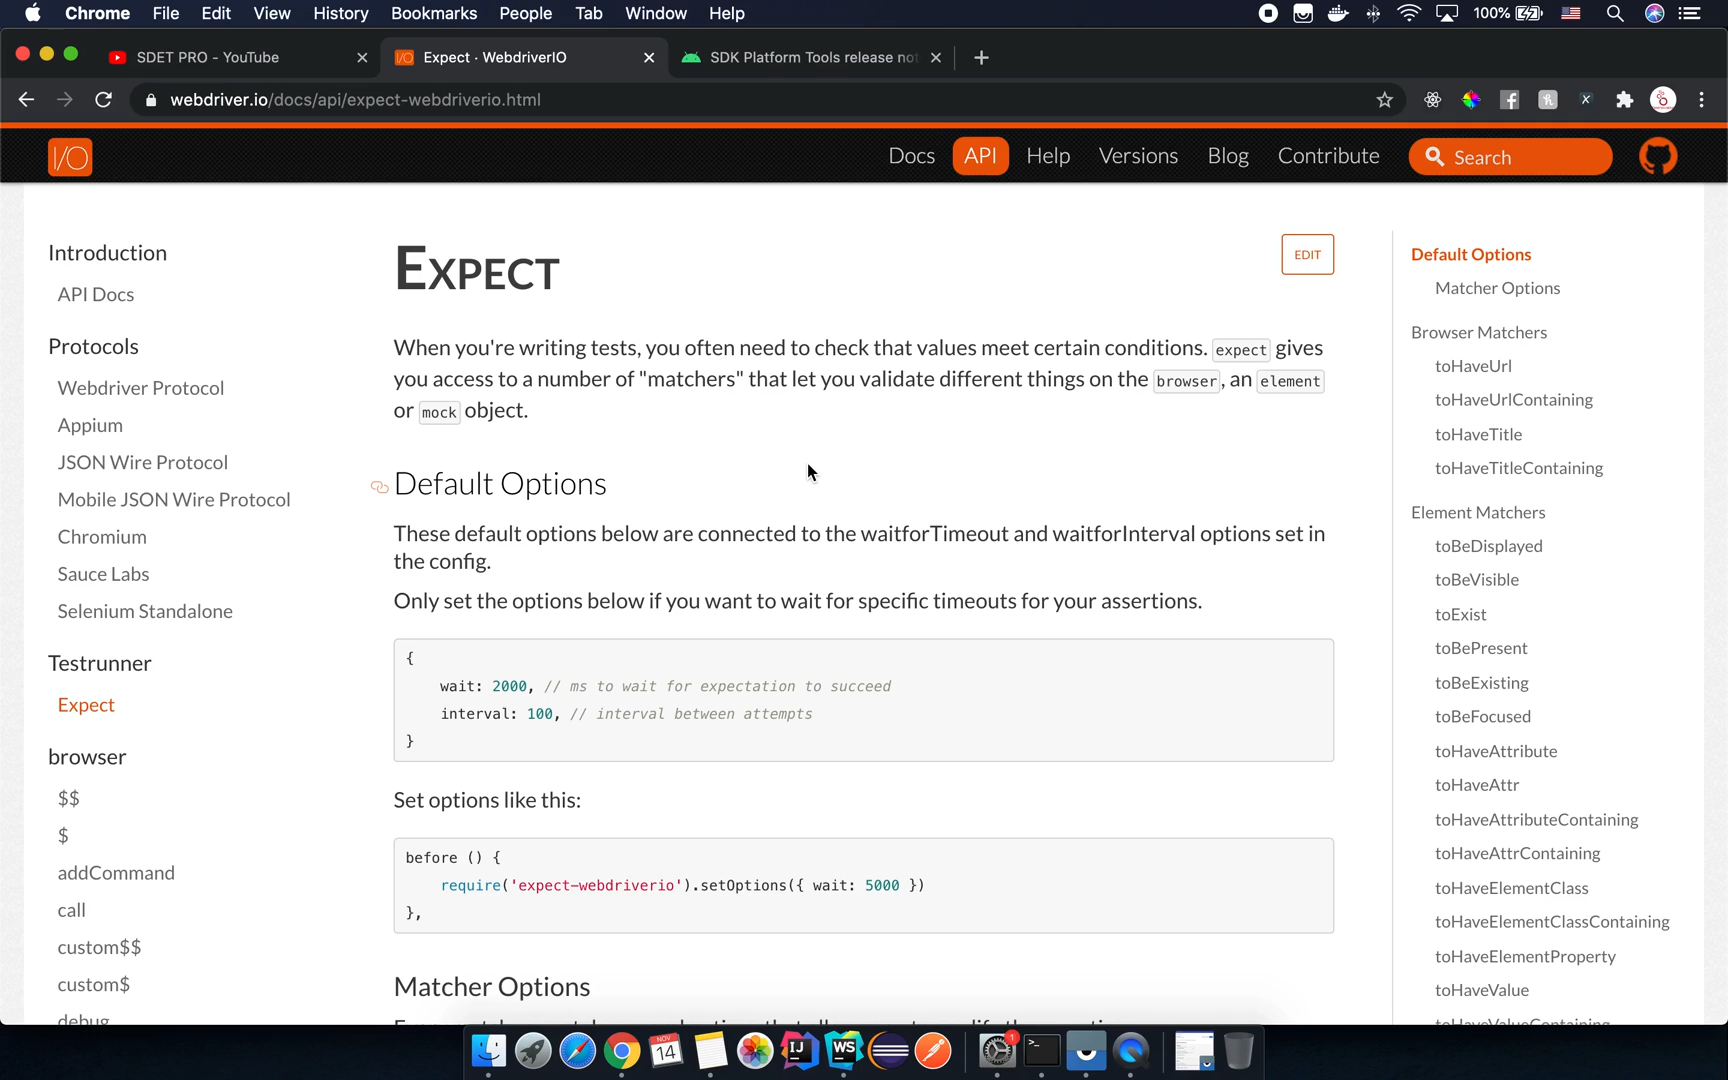 Chrome File Edit View History Bookmarks People Tab Window Help
100%
SDET PRO - YouTube
Expect · WebdriverIO
SDK Platform Tools release not
webdriver.io/docs/api/expect-webdriverio.html
I/O
Docs API Help Versions Blog Contribute
Search
Introduction
API Docs
Protocols
Webdriver Protocol
Appium
JSON Wire Protocol
Mobile JSON Wire Protocol
Chromium
Sauce Labs
Selenium Standalone
Testrunner
Expect
browser
$$
$
addCommand
call
custom$$
custom$
debug
EXPECT
EDIT
When you're writing tests, you often need to check that values meet certain conditions. expect gives
you access to a number of "matchers" that let you validate different things on the browser, an element
or mock object.
Default Options
These default options below are connected to the waitforTimeout and waitforInterval options set in
the config.
Only set the options below if you want to wait for specific timeouts for your assertions.
{
wait: 2000, // ms to wait for expectation to succeed
interval: 100, // interval between attempts
}
Set options like this:
before () {
require('expect-webdriverio').setOptions({ wait: 5000 })
},
Matcher Options
Default Options
Matcher Options
Browser Matchers
toHaveUrl
toHaveUrlContaining
toHaveTitle
toHaveTitleContaining
Element Matchers
toBeDisplayed
toBeVisible
toExist
toBePresent
toBeExisting
toBeFocused
toHaveAttribute
toHaveAttr
toHaveAttributeContaining
toHaveAttrContaining
toHaveElementClass
toHaveElementClassContaining
toHaveElementProperty
toHaveValue
toHaveValueContaining
NOV
14
IJ
WS
1